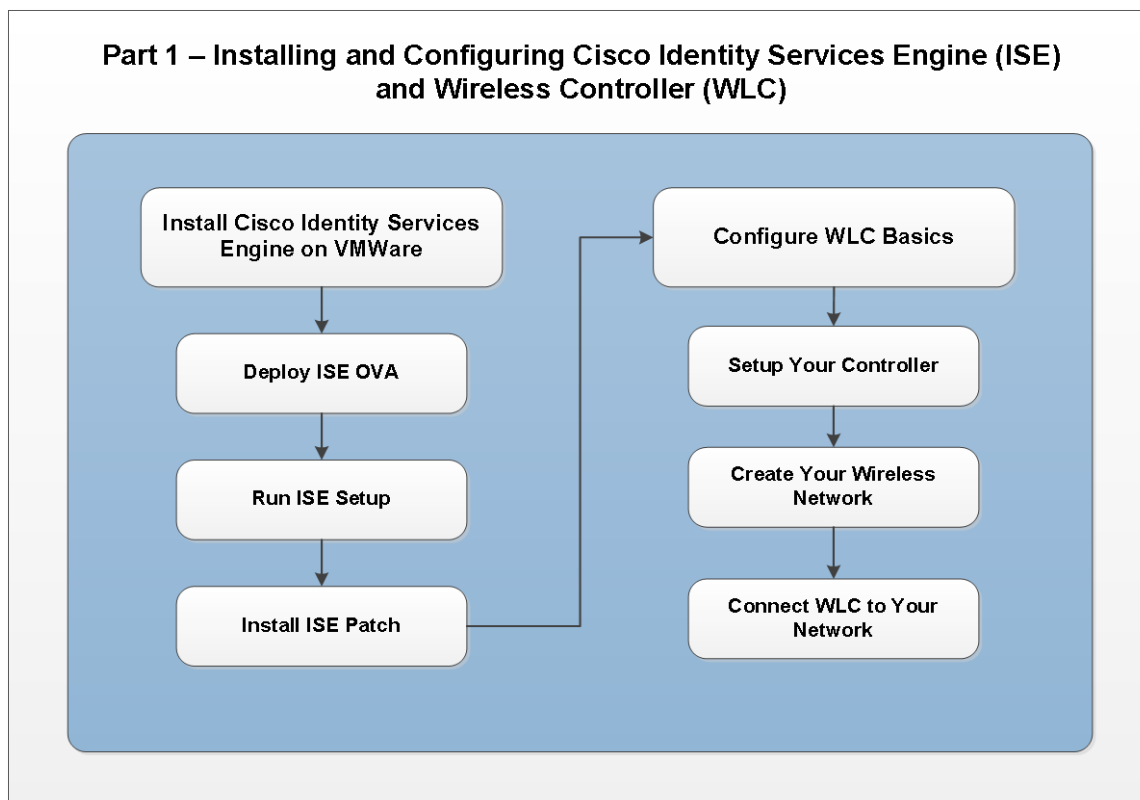 Part 1 – Installing and Configuring Cisco Identity Services Engine (ISE)
and Wireless Controller (WLC)
Install Cisco Identity Services
Engine on VMWare
Deploy ISE OVA
Run ISE Setup
Install ISE Patch
Configure WLC Basics
Setup Your Controller
Create Your Wireless
Network
Connect WLC to Your
Network